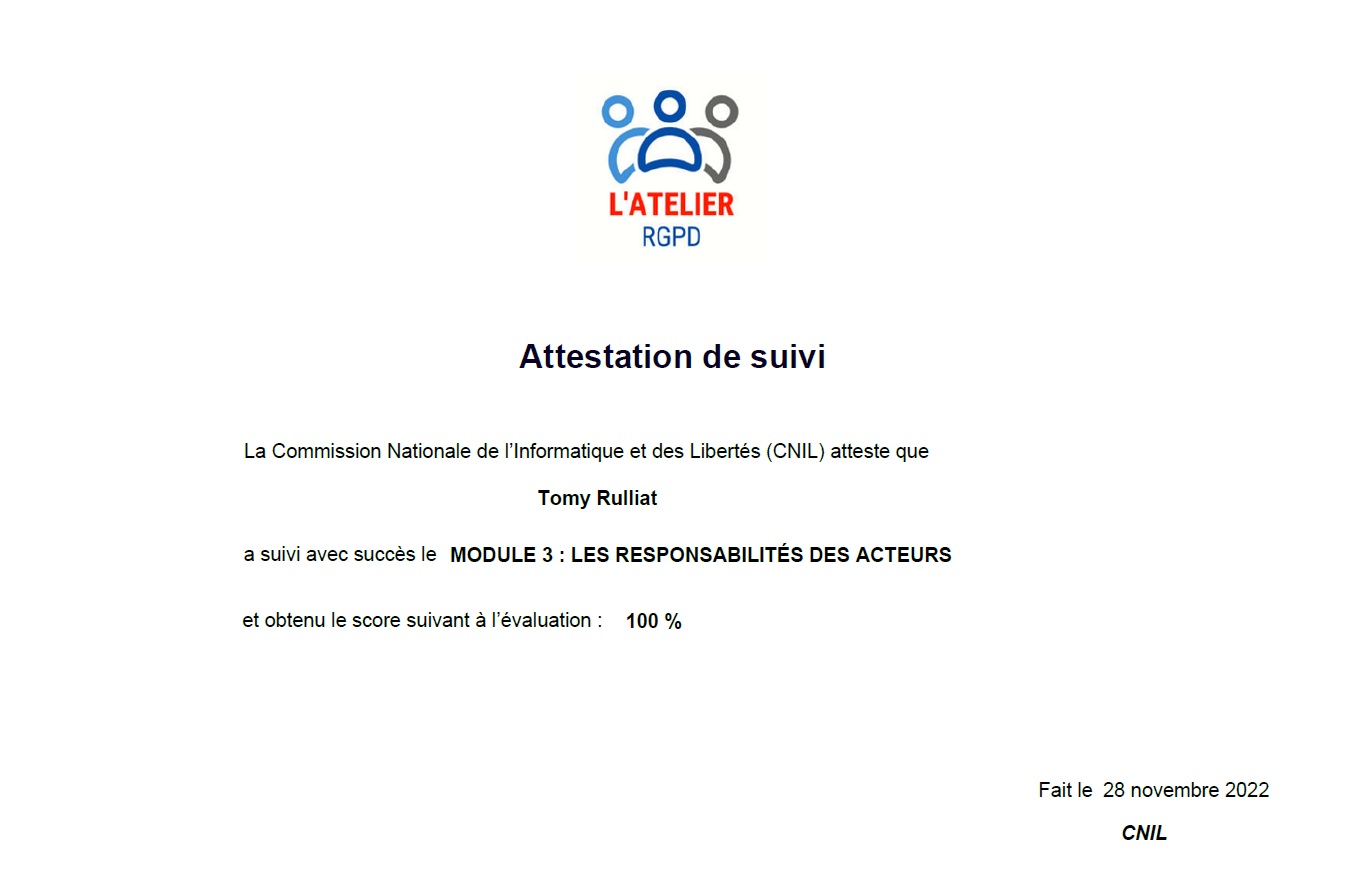 L'ATELIER
RGPD
Attestation de suivi
La Commission Nationale de l’Informatique et des Libertés (CNIL) atteste que
Tomy Rulliat
a suivi avec succès le MODULE 3 : LES RESPONSABILITÉS DES ACTEURS
et obtenu le score suivant à l’évaluation : 100 %
Fait le 28 novembre 2022
CNIL